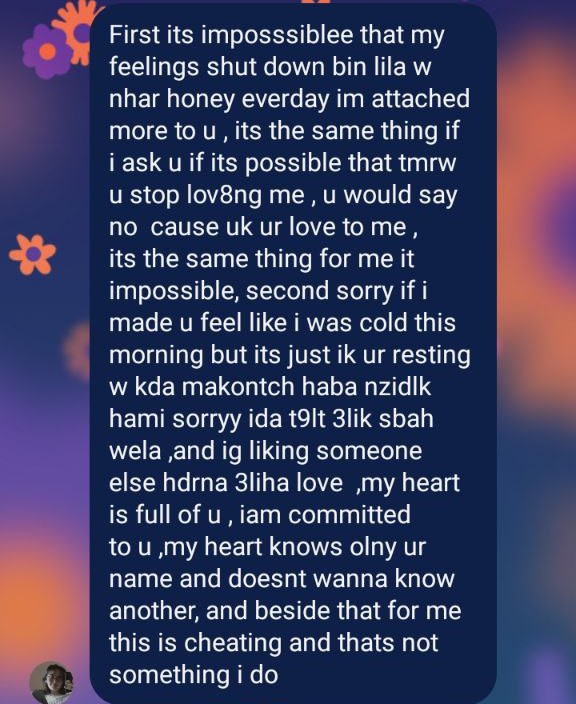 First its imposssiblee that my
feelings shut down bin lila w
nhar honey everday im attached
more to u , its the same thing if
i ask u if its possible that tmrw
u stop lov8ng me , u would say
no  cause uk ur love to me ,
its the same thing for me it
impossible, second sorry if i
made u feel like i was cold this
morning but its just ik ur resting
w kda makontch haba nzidlk
hami sorryy ida t9lt 3lik sbah
wela ,and ig liking someone
else hdrna 3liha love  ,my heart
is full of u , iam committed
to u ,my heart knows olny ur
name and doesnt wanna know
another, and beside that for me
this is cheating and thats not
something i do